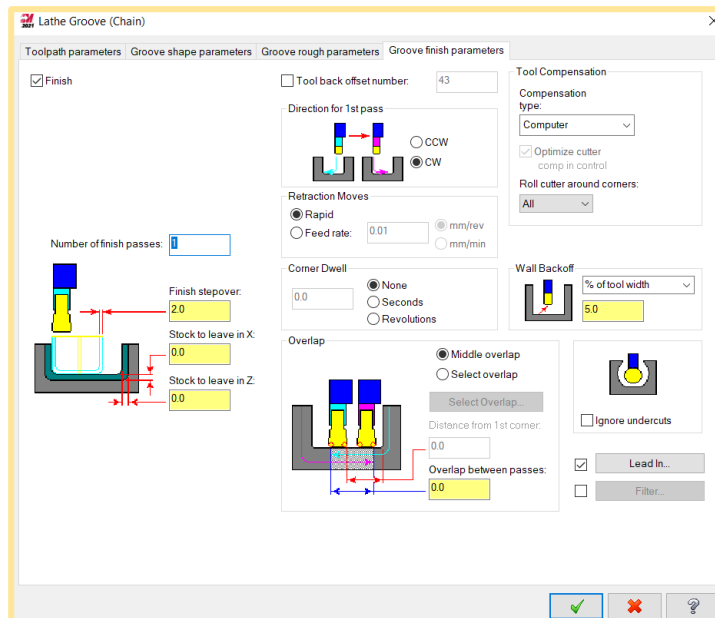 2021 Lathe Groove (Chain)
Toolpath parameters Groove shape parameters Groove rough parameters Groove finish parameters
Finish
Number of finish passes: 1
Finish stepover:
2.0
Stock to leave in X:
0.0
Stock to leave in Z:
0.0
Tool back offset number: 43
Direction for 1st pass
CCW
CW
Retraction Moves
Rapid
Feed rate: 0.01
mm/rev
mm/min
Corner Dwell
0.0
None
Seconds
Revolutions
Overlap
Middle overlap
Select overlap
Select Overlap...
Distance from 1st corner:
0.0
Overlap between passes:
0.0
Tool Compensation
Compensation
type:
Computer
Optimize cutter
comp in control
Roll cutter around corners:
All
Wall Backoff
% of tool width
5.0
Ignore undercuts
Lead In...
Filter...